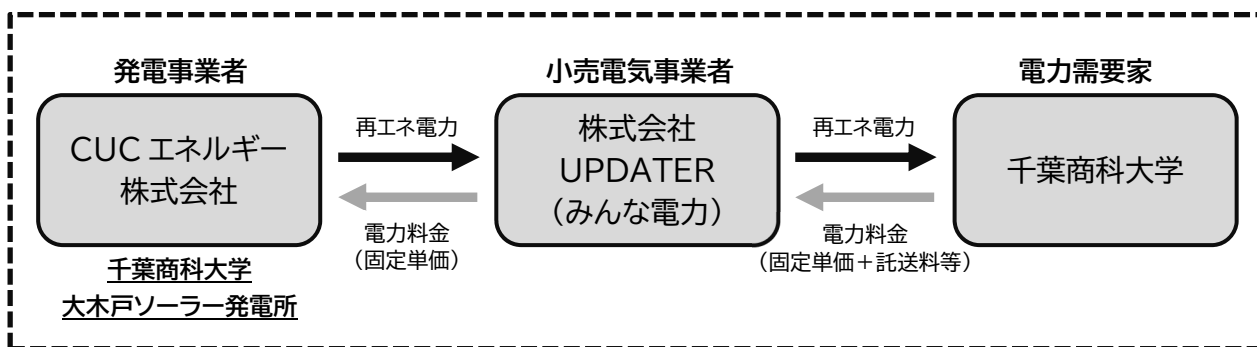 発電事業者
CUC エネルギー
株式会社
千葉商科大学
大木戸ソーラー発電所
再エネ電力
電力料金
(固定単価)
小売電気事業者
株式会社
UPDATER
(みんな電力)
再エネ電力
電力料金
(固定単価+託送料等)
電力需要家
千葉商科大学